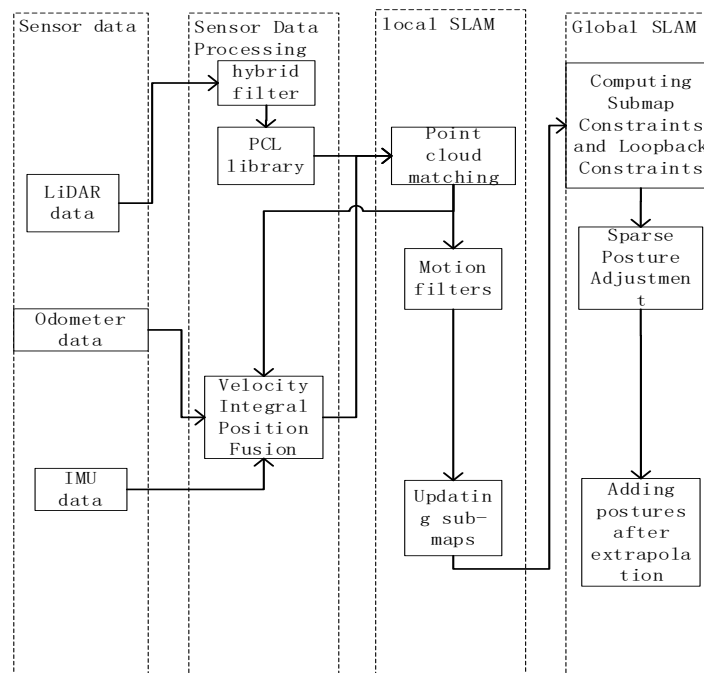 Sensor data
LiDAR
data
Odometer
data
IMU
data
Sensor Data
Processing
hybrid
filter
PCL
library
Velocity
Integral
Position
Fusion
local SLAM
Point
cloud
matching
Motion
filters
Updatin
g sub-
maps
Global SLAM
Computing
Submap
Constraints
and Loopback
Constraints
Sparse
Posture
Adjustmen
t
Adding
postures
after
extrapola
tion